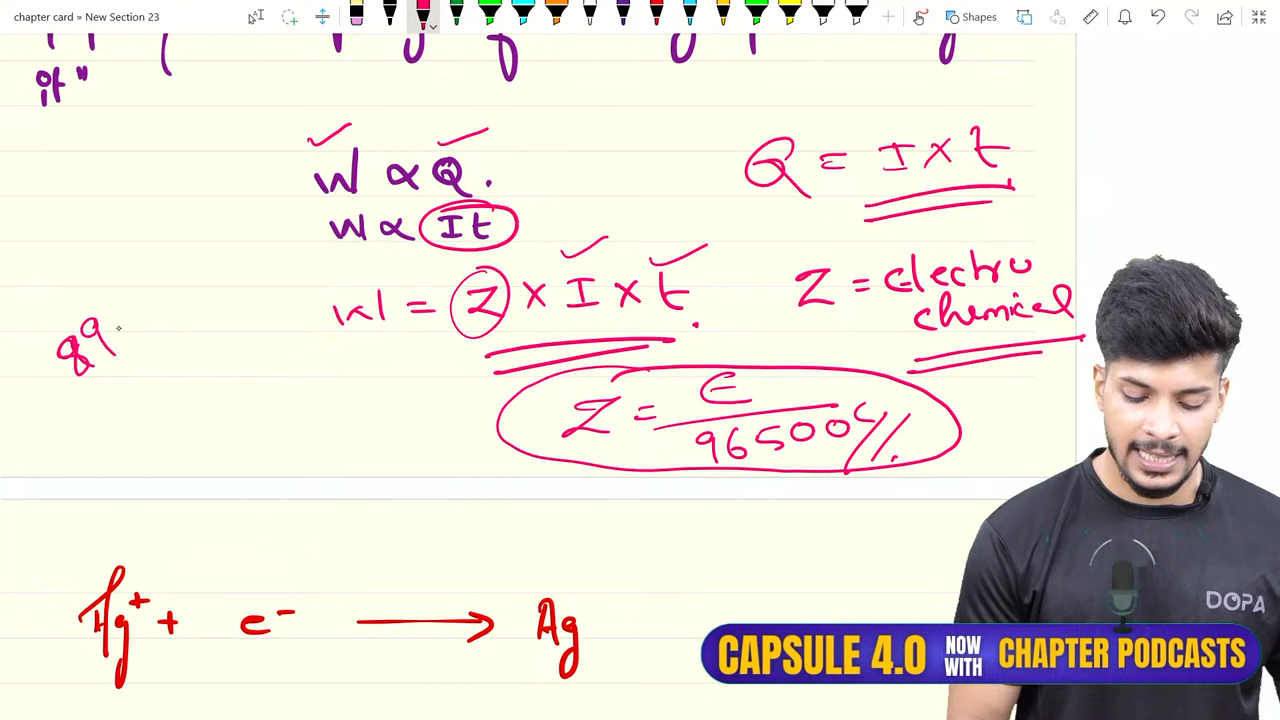 chapter card » New Section 23
Shapes
it"
W ∝ Q.
Q = I × t
W ∝ It
W = Z × I × t.
Z = electro
chemical
Z = E / 96500 C
Ag⁺ + e⁻ → Ag
DOPA
CAPSULE 4.0 NOW WITH CHAPTER PODCASTS